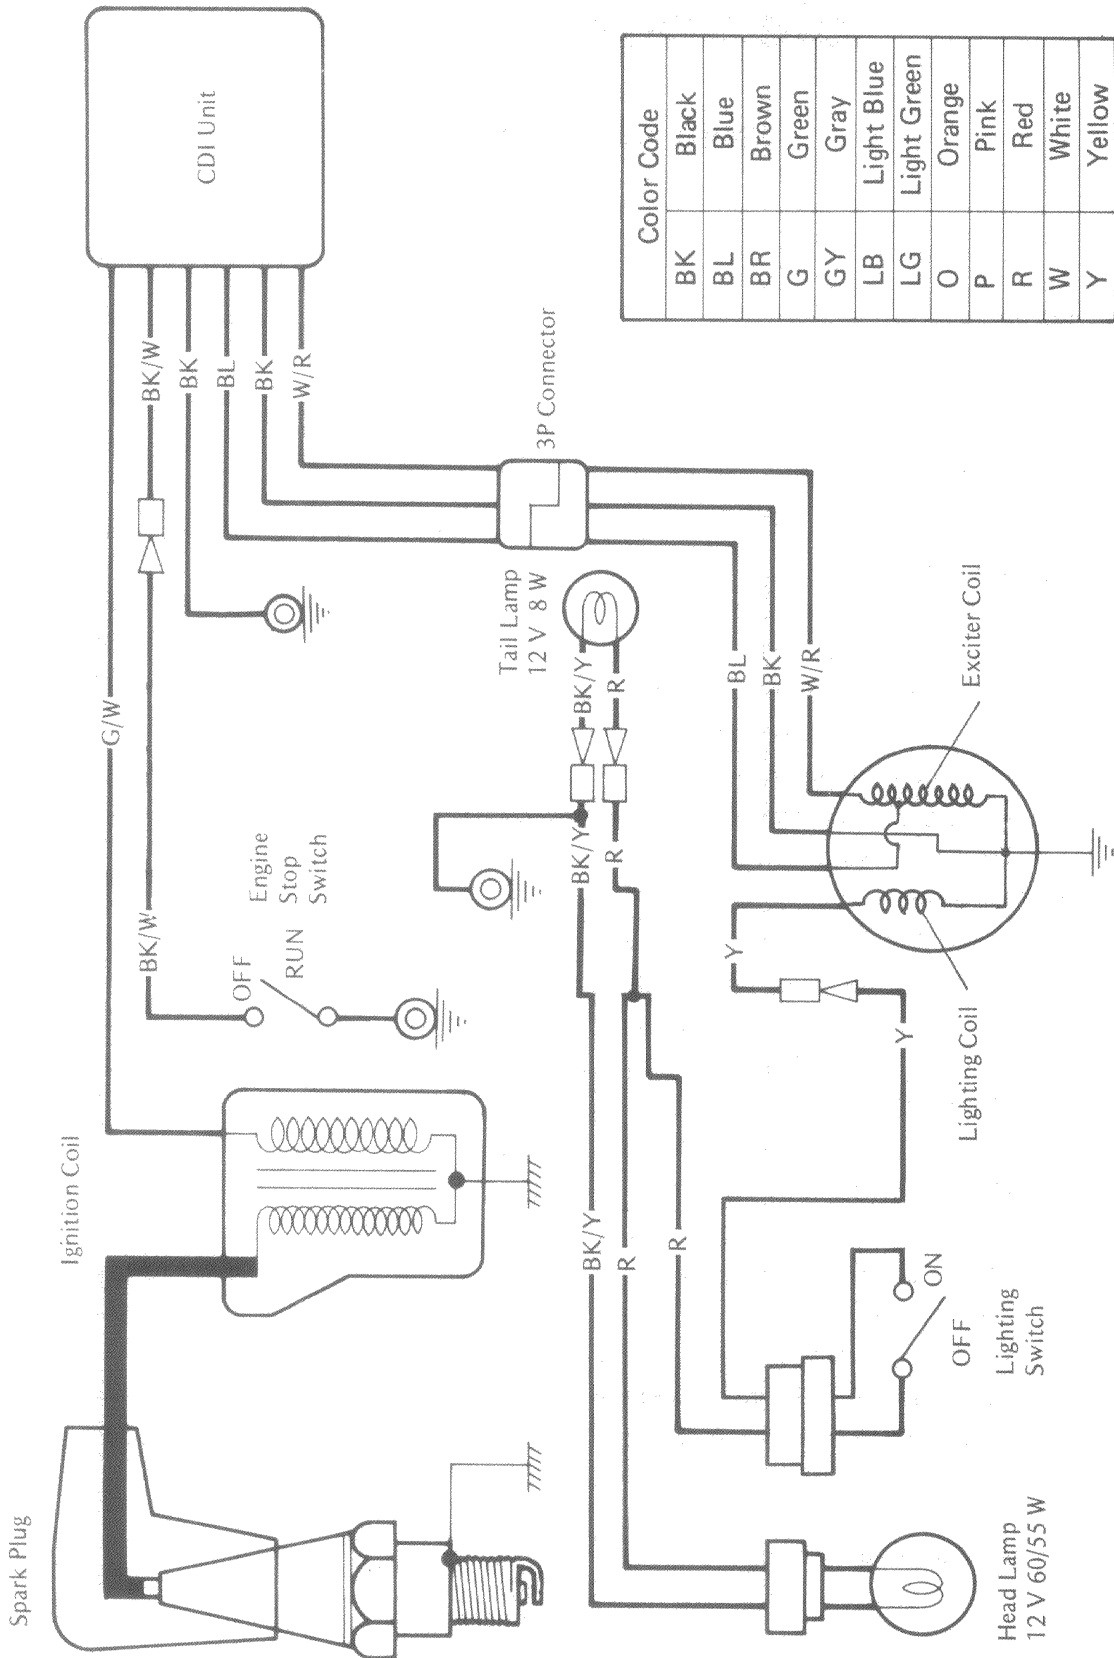 Spark Plug
Ignition Coil
CDI Unit
G/W
BK/W
BK/W
BK
BL
BK
W/R
OFF
RUN
Engine
Stop
Switch
3P Connector
Tail Lamp
12 V 8 W
BK/Y
R
BK/Y
R
BK/Y
R
R
BL
BK
W/R
Y
Y
Exciter Coil
Lighting Coil
ON
OFF
Lighting
Switch
Head Lamp
12 V 60/55 W
Color Code
BK Black
BL Blue
BR Brown
G Green
GY Gray
LB Light Blue
LG Light Green
O Orange
P Pink
R Red
W White
Y Yellow